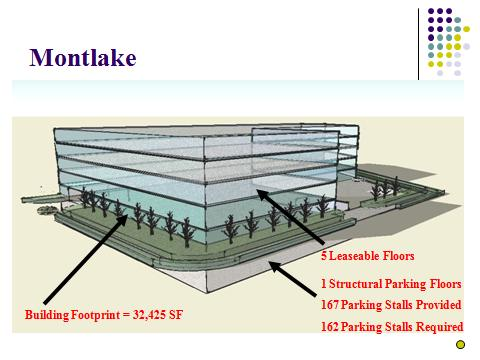 Montlake
5 Leaseable Floors
1 Structural Parking Floors
167 Parking Stalls Provided
Building Footprint = 32,425 SF
162 Parking Stalls Required